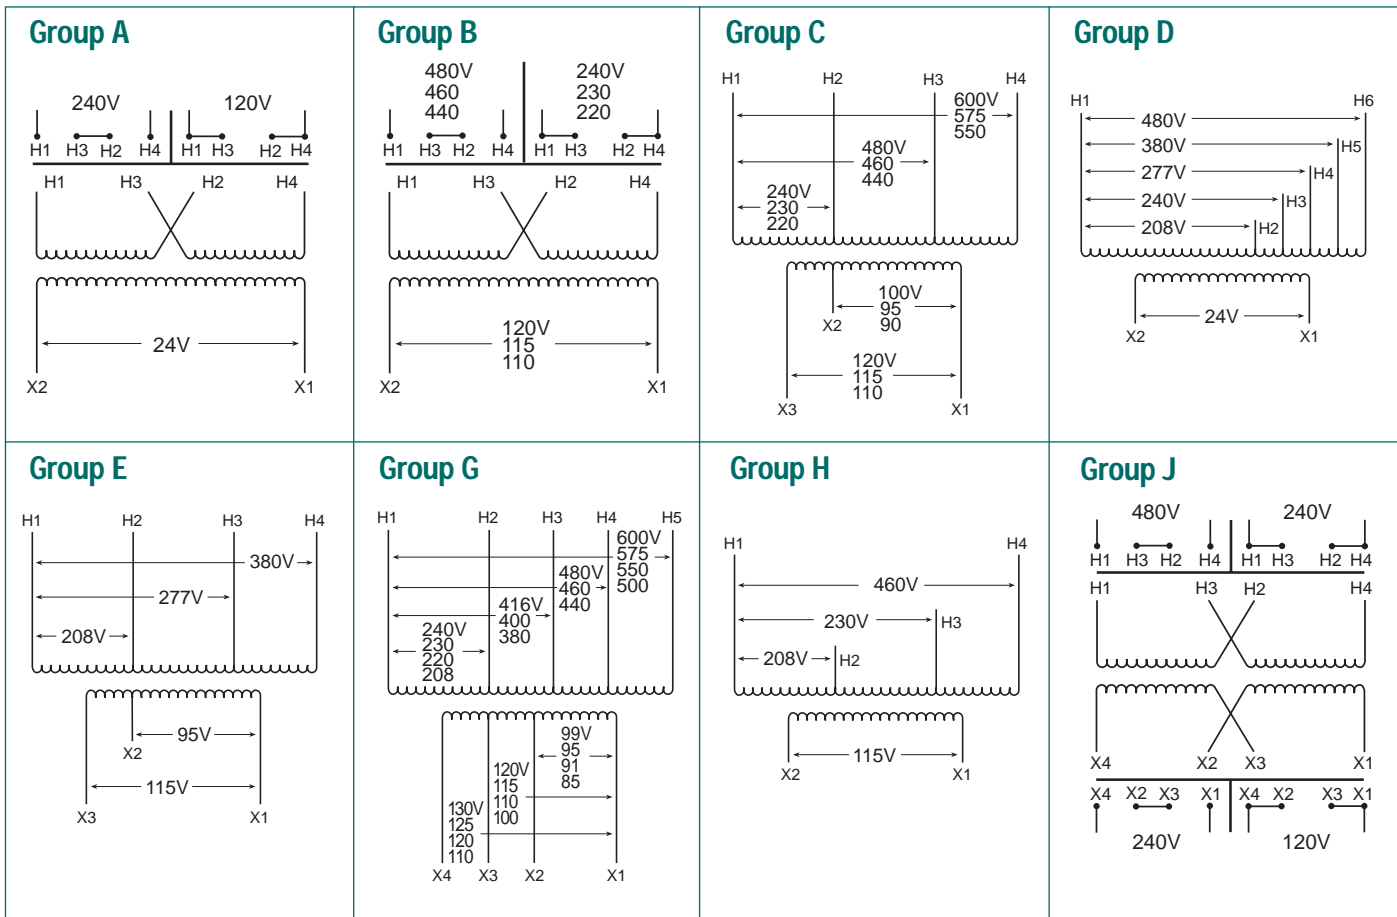 Group A
240V 120V
H1 H3 H2 H4 H1 H3 H2 H4
H1 H3 H2 H4
24V
X2 X1
Group B
480V 240V
460 230
440 220
H1 H3 H2 H4 H1 H3 H2 H4
H1 H3 H2 H4
120V
115
110
X2 X1
Group C
H1 H2 H3 H4
600V
575
550
480V
460
440
240V
230
220
100V
95
90
X2
120V
115
110
X3 X1
Group D
H1 H6
480V
380V H5
277V H4
240V H3
208V H2
24V
X2 X1
Group E
H1 H2 H3 H4
380V
277V
208V
95V
X2
115V
X3 X1
Group G
H1 H2 H3 H4 H5
600V
575
550
500
480V
460
440
416V
400
380
240V
230
220
208
99V
95
91
85
120V
115
110
100
130V
125
120
110
X4 X3 X2 X1
Group H
H1 H4
460V
230V H3
208V H2
115V
X2 X1
Group J
480V 240V
H1 H3 H2 H4 H1 H3 H2 H4
H1 H3 H2 H4
X4 X2 X3 X1
X4 X2 X3 X1 X4 X2 X3 X1
240V 120V